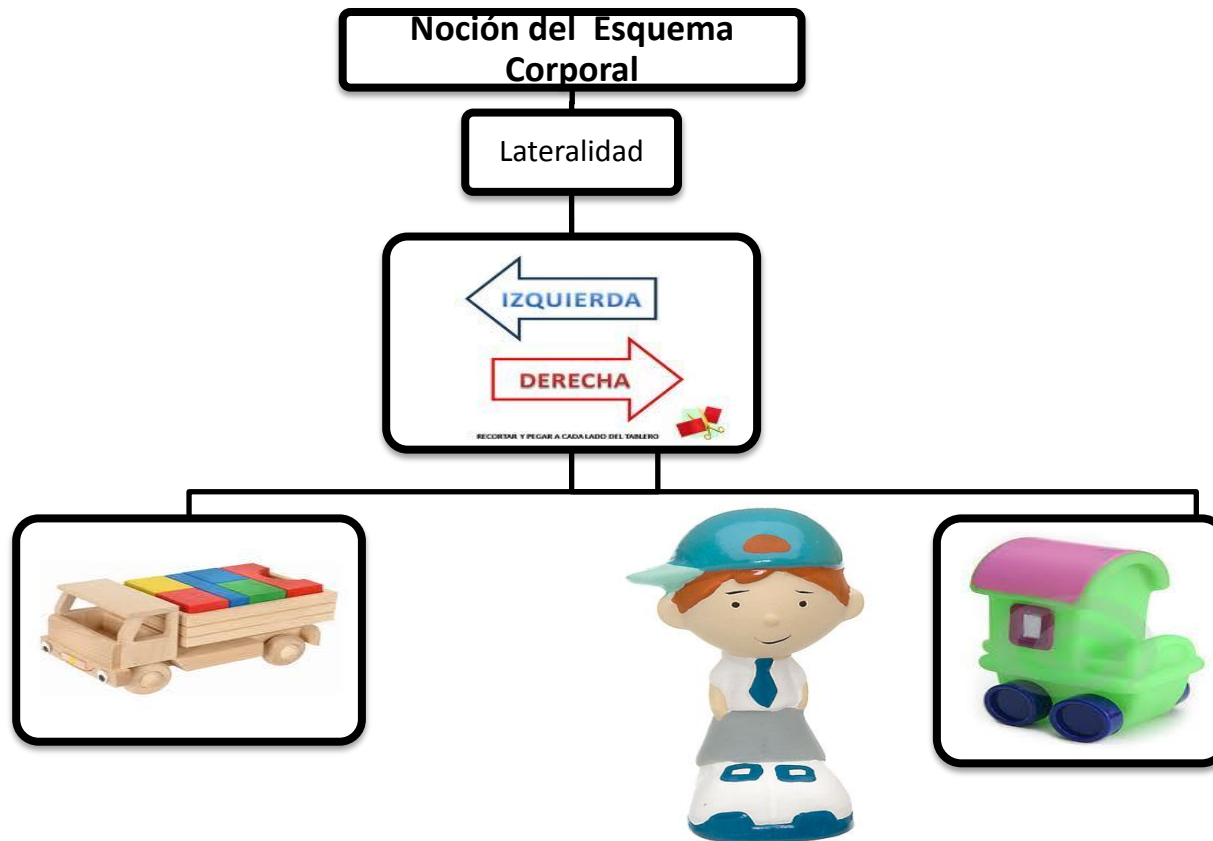 Noción del Esquema
Corporal
Lateralidad
IZQUIERDA
DERECHA
RECORTAR Y PEGAR A CADA LADO DEL TABLERO